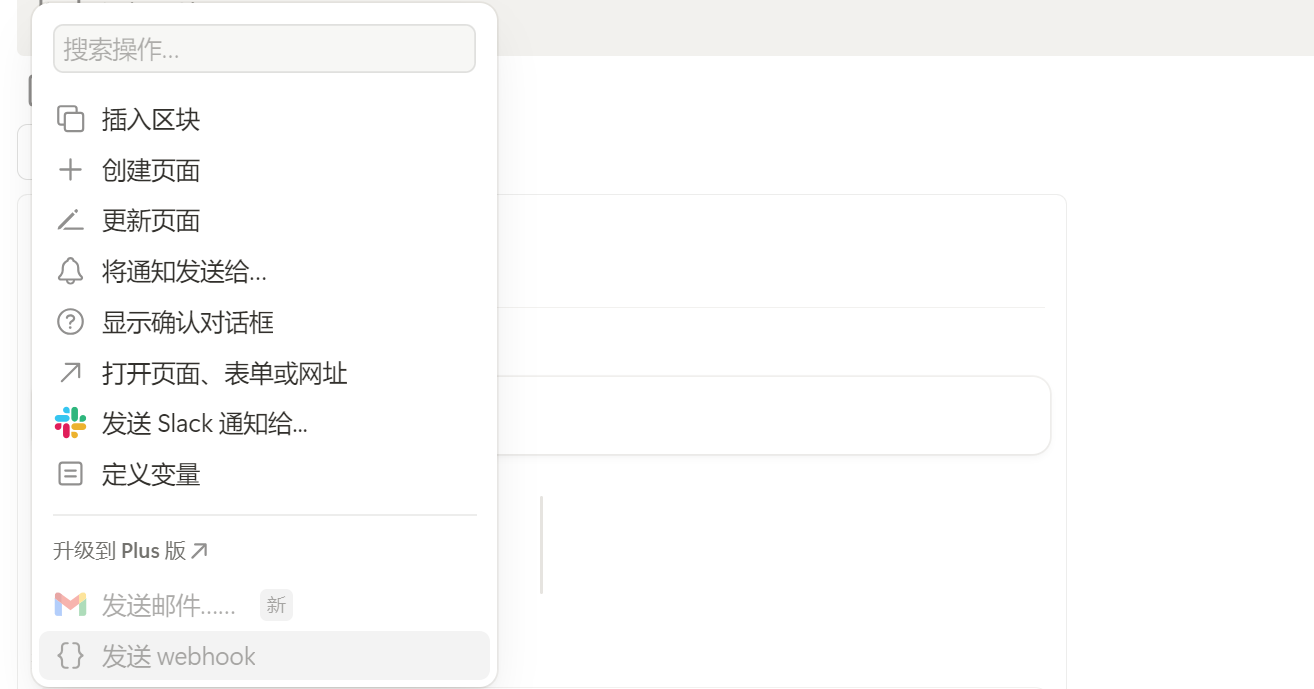 搜索操作...
插入区块
创建页面
更新页面
将通知发送给...
显示确认对话框
打开页面、表单或网址
发送 Slack 通知给...
定义变量
升级到 Plus 版
发送邮件...... 新
发送 webhook